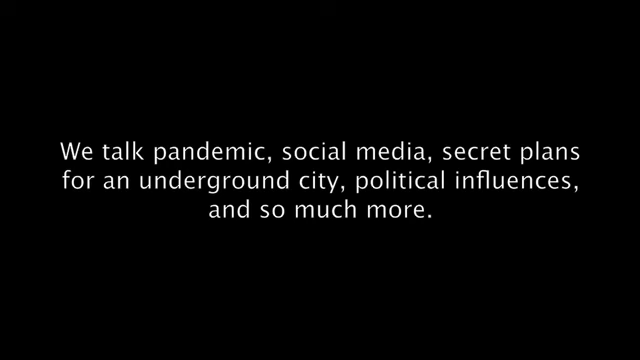 We talk pandemic, social media, secret plans
for an underground city, political influences,
and so much more.